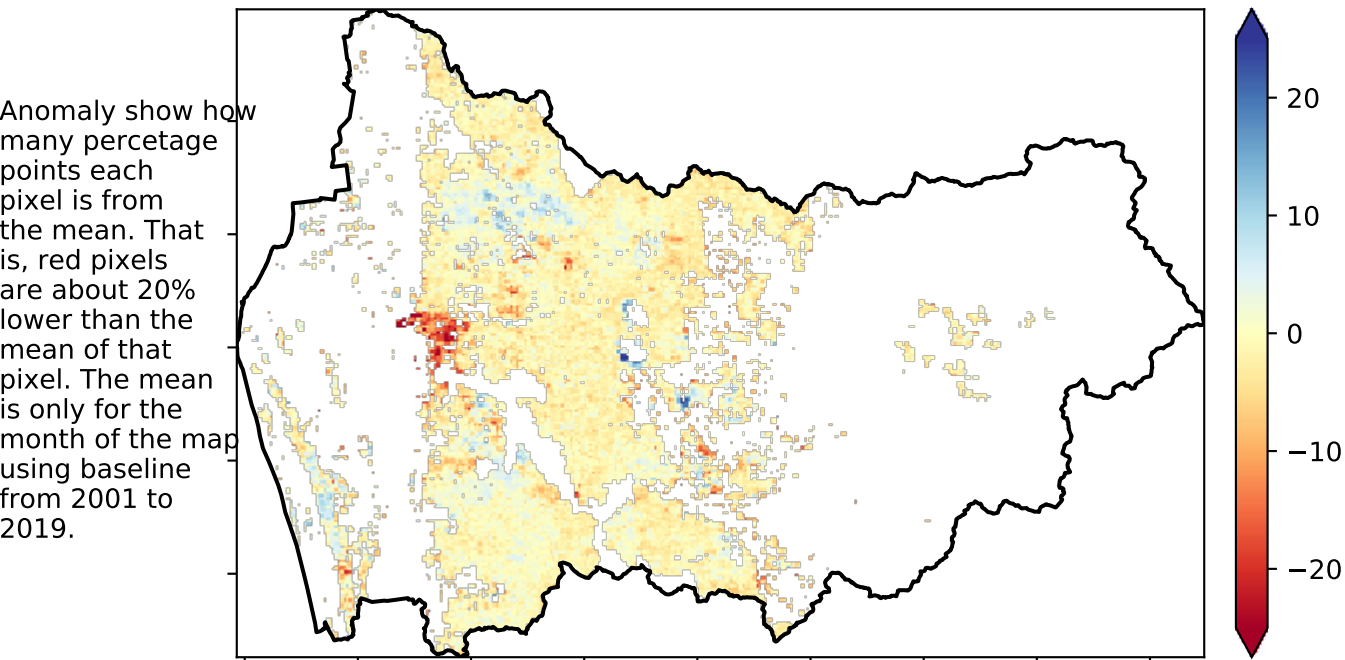 Anomaly show how
many percetage
points each
pixel is from
the mean. That
is, red pixels
are about 20%
lower than the
mean of that
pixel. The mean
is only for the
month of the map
using baseline
from 2001 to
2019.
20
10
0
−10
−20